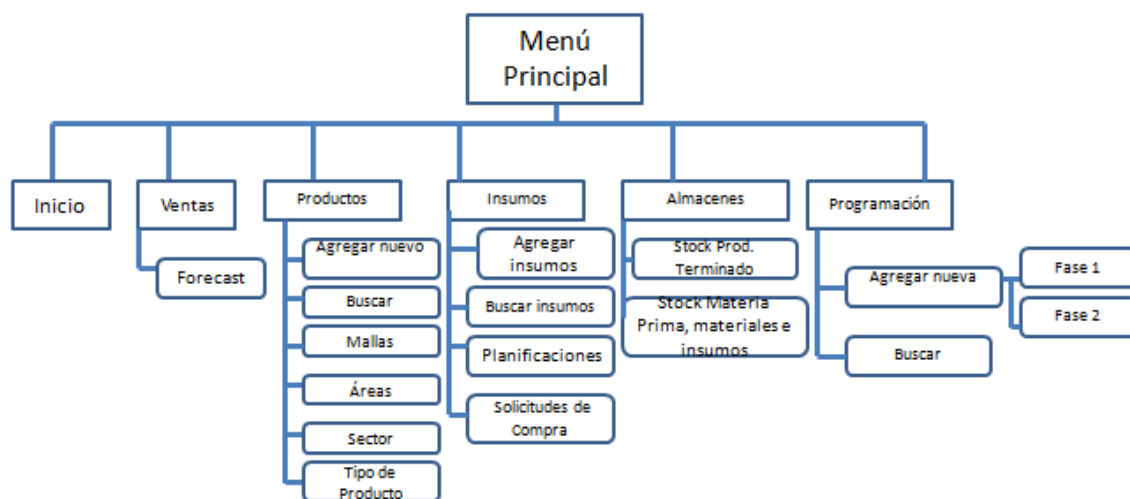 Menú
Principal
Inicio
Ventas
Productos
Insumos
Almacenes
Programación
Forecast
Agregar nuevo
Buscar
Mallas
Áreas
Sector
Tipo de
Producto
Agregar
insumos
Buscar insumos
Planificaciones
Solicitudes de
Compra
Stock Prod.
Terminado
Stock Materia
Prima, materiales e
insumos
Agregar nueva
Fase 1
Fase 2
Buscar